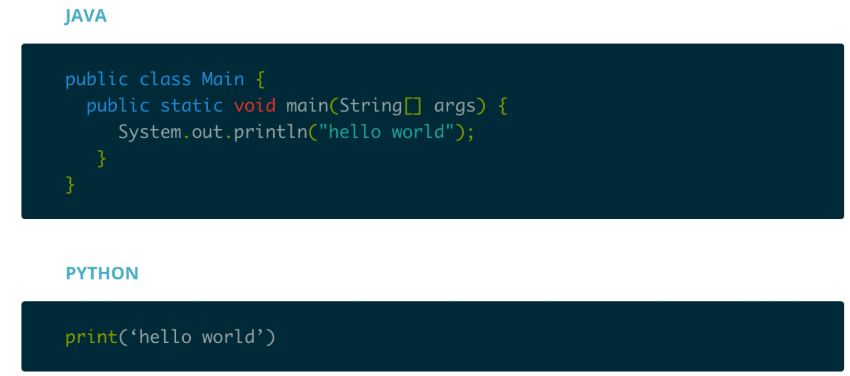 JAVA
public class Main {
  public static void main(String[] args) {
     System.out.println("hello world");
   }
}
PYTHON
print(‘hello world’)